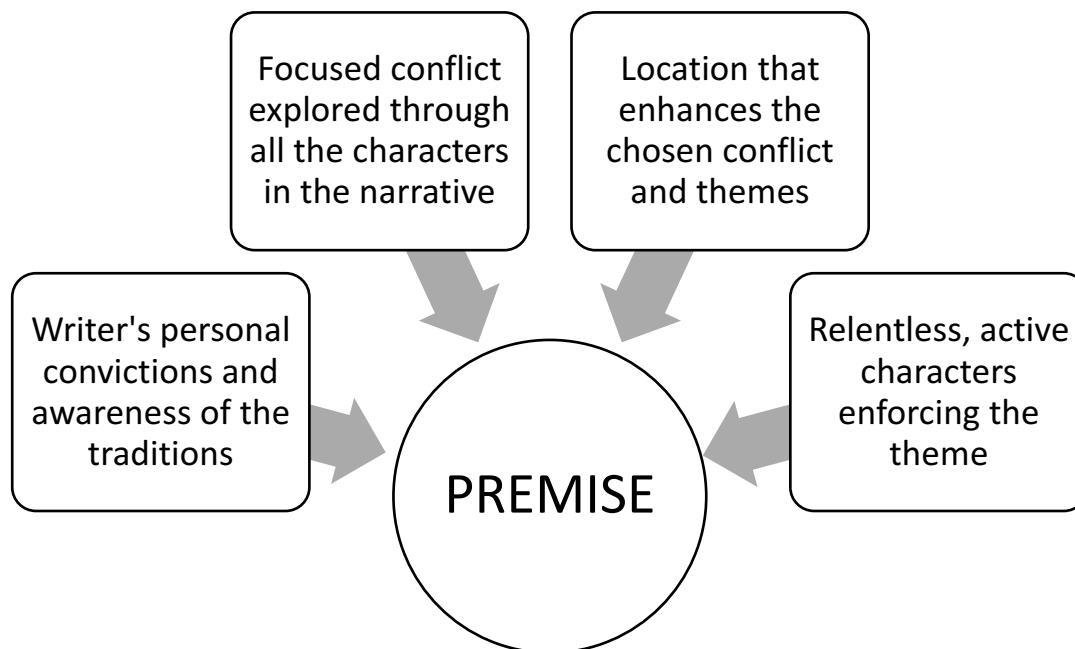 Writer's personal
convictions and
awareness of the
traditions
Focused conflict
explored through
all the characters
in the narrative
Location that
enhances the
chosen conflict
and themes
Relentless, active
characters
enforcing the
theme
PREMISE